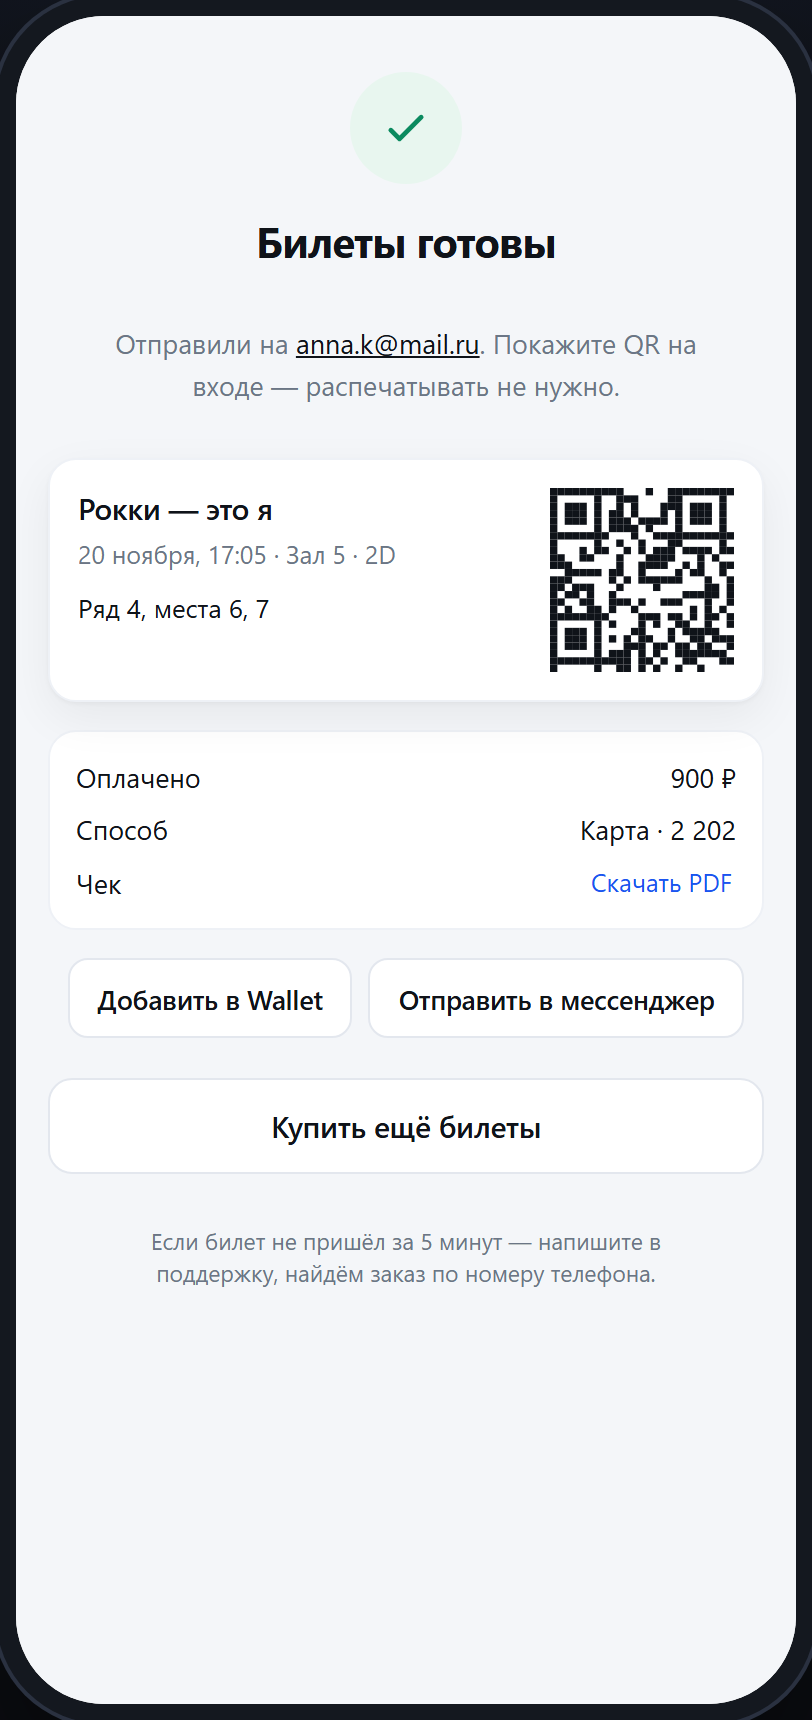 Билеты готовы
Отправили на anna.k@mail.ru. Покажите QR на
входе — распечатывать не нужно.
Рокки — это я
20 ноября, 17:05 · Зал 5 · 2D
Ряд 4, места 6, 7
Оплачено 900 ₽
Способ Карта · 2 202
Чек Скачать PDF
Добавить в Wallet Отправить в мессенджер
Купить ещё билеты
Если билет не пришёл за 5 минут — напишите в
поддержку, найдём заказ по номеру телефона.